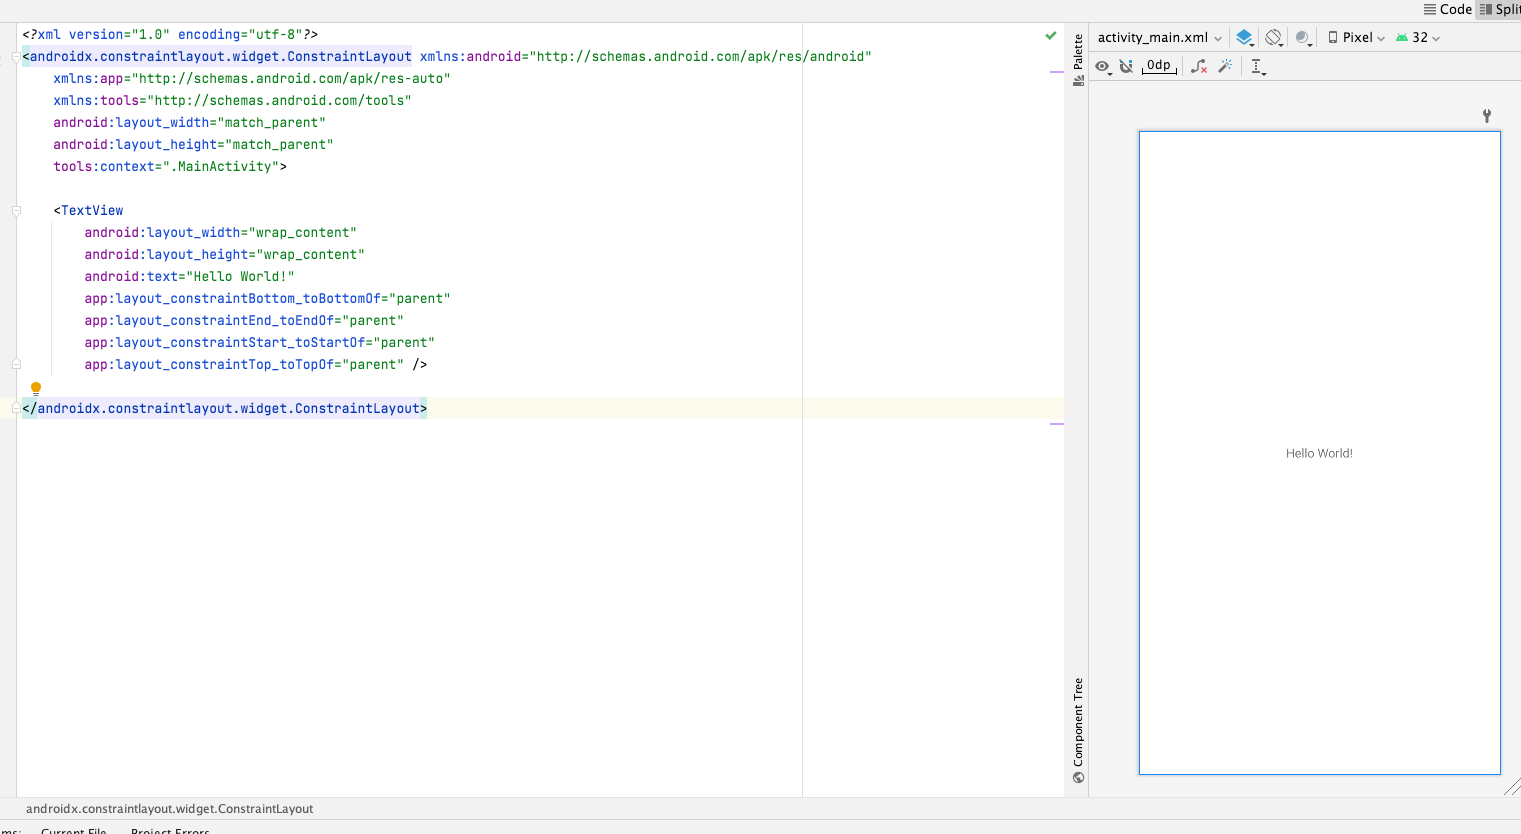 Code Split
<?xml version="1.0" encoding="utf-8"?>
<androidx.constraintlayout.widget.ConstraintLayout xmlns:android="http://schemas.android.com/apk/res/android"
xmlns:app="http://schemas.android.com/apk/res-auto"
xmlns:tools="http://schemas.android.com/tools"
android:layout_width="match_parent"
android:layout_height="match_parent"
tools:context=".MainActivity">
<TextView
android:layout_width="wrap_content"
android:layout_height="wrap_content"
android:text="Hello World!"
app:layout_constraintBottom_toBottomOf="parent"
app:layout_constraintEnd_toEndOf="parent"
app:layout_constraintStart_toStartOf="parent"
app:layout_constraintTop_toTopOf="parent" />
</androidx.constraintlayout.widget.ConstraintLayout>
Palette
Component Tree
activity_main.xml Pixel 32
0dp
Hello World!
androidx.constraintlayout.widget.ConstraintLayout
Current File Project Errors